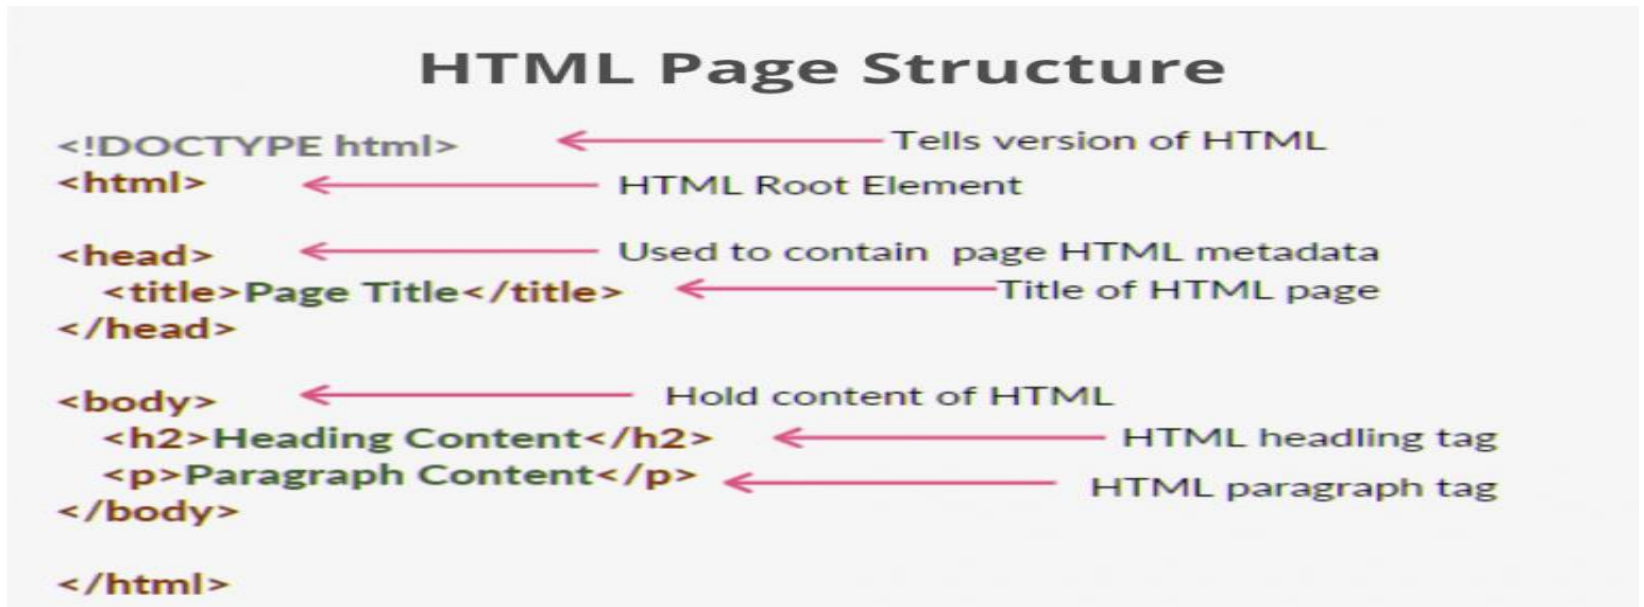 HTML Page Structure
<!DOCTYPE html> Tells version of HTML
<html> HTML Root Element
<head> Used to contain page HTML metadata
<title>Page Title</title> Title of HTML page
</head>
<body> Hold content of HTML
<h2>Heading Content</h2> HTML headling tag
<p>Paragraph Content</p> HTML paragraph tag
</body>
</html>